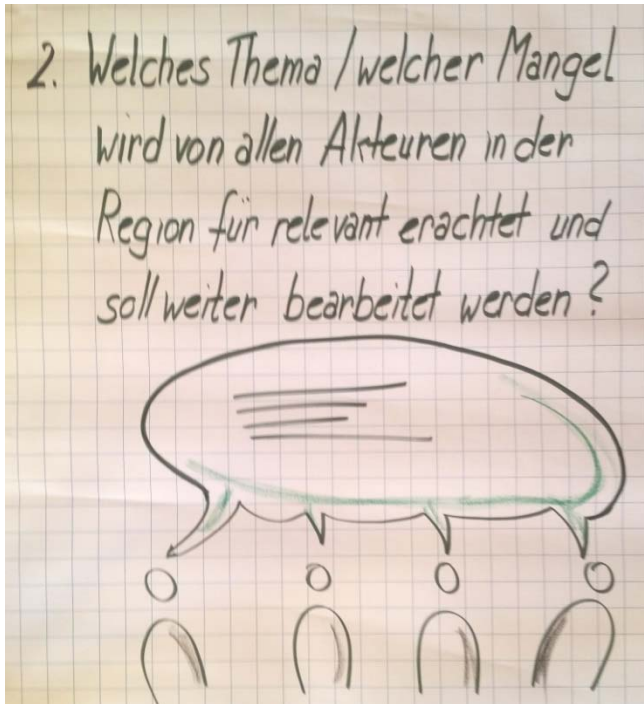 2. Welches Thema / welcher Mangel
wird von allen Akteuren in der
Region für relevant erachtet und
soll weiter bearbeitet werden?